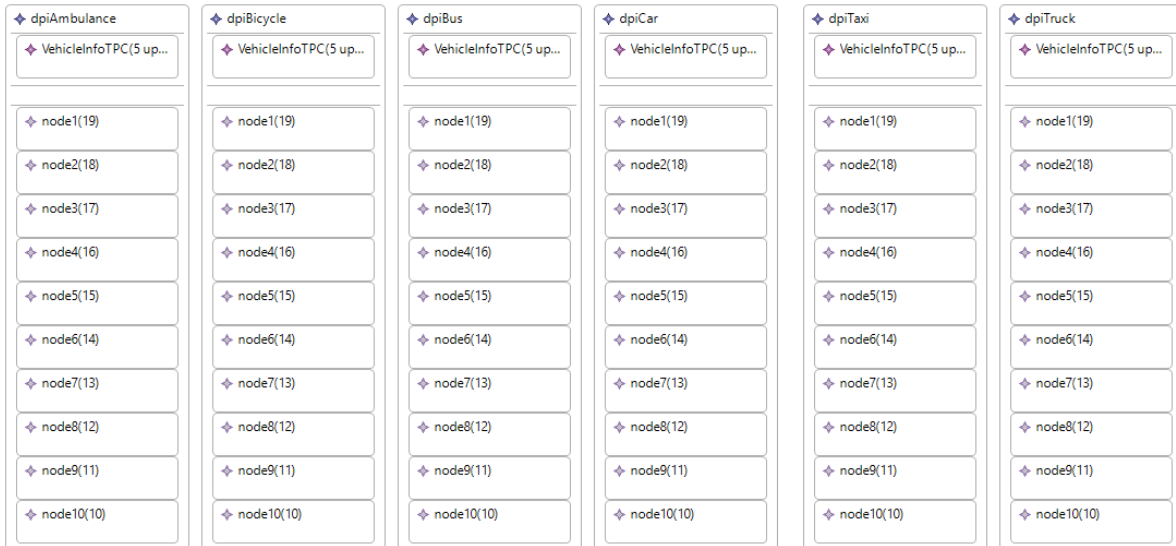 dpiAmbulance
VehicleInfoTPC(5 up...
node1(19)
node2(18)
node3(17)
node4(16)
node5(15)
node6(14)
node7(13)
node8(12)
node9(11)
node10(10)
dpiBicycle
VehicleInfoTPC(5 up...
node1(19)
node2(18)
node3(17)
node4(16)
node5(15)
node6(14)
node7(13)
node8(12)
node9(11)
node10(10)
dpiBus
VehicleInfoTPC(5 up...
node1(19)
node2(18)
node3(17)
node4(16)
node5(15)
node6(14)
node7(13)
node8(12)
node9(11)
node10(10)
dpiCar
VehicleInfoTPC(5 up...
node1(19)
node2(18)
node3(17)
node4(16)
node5(15)
node6(14)
node7(13)
node8(12)
node9(11)
node10(10)
dpiTaxi
VehicleInfoTPC(5 up...
node1(19)
node2(18)
node3(17)
node4(16)
node5(15)
node6(14)
node7(13)
node8(12)
node9(11)
node10(10)
dpiTruck
VehicleInfoTPC(5 up...
node1(19)
node2(18)
node3(17)
node4(16)
node5(15)
node6(14)
node7(13)
node8(12)
node9(11)
node10(10)